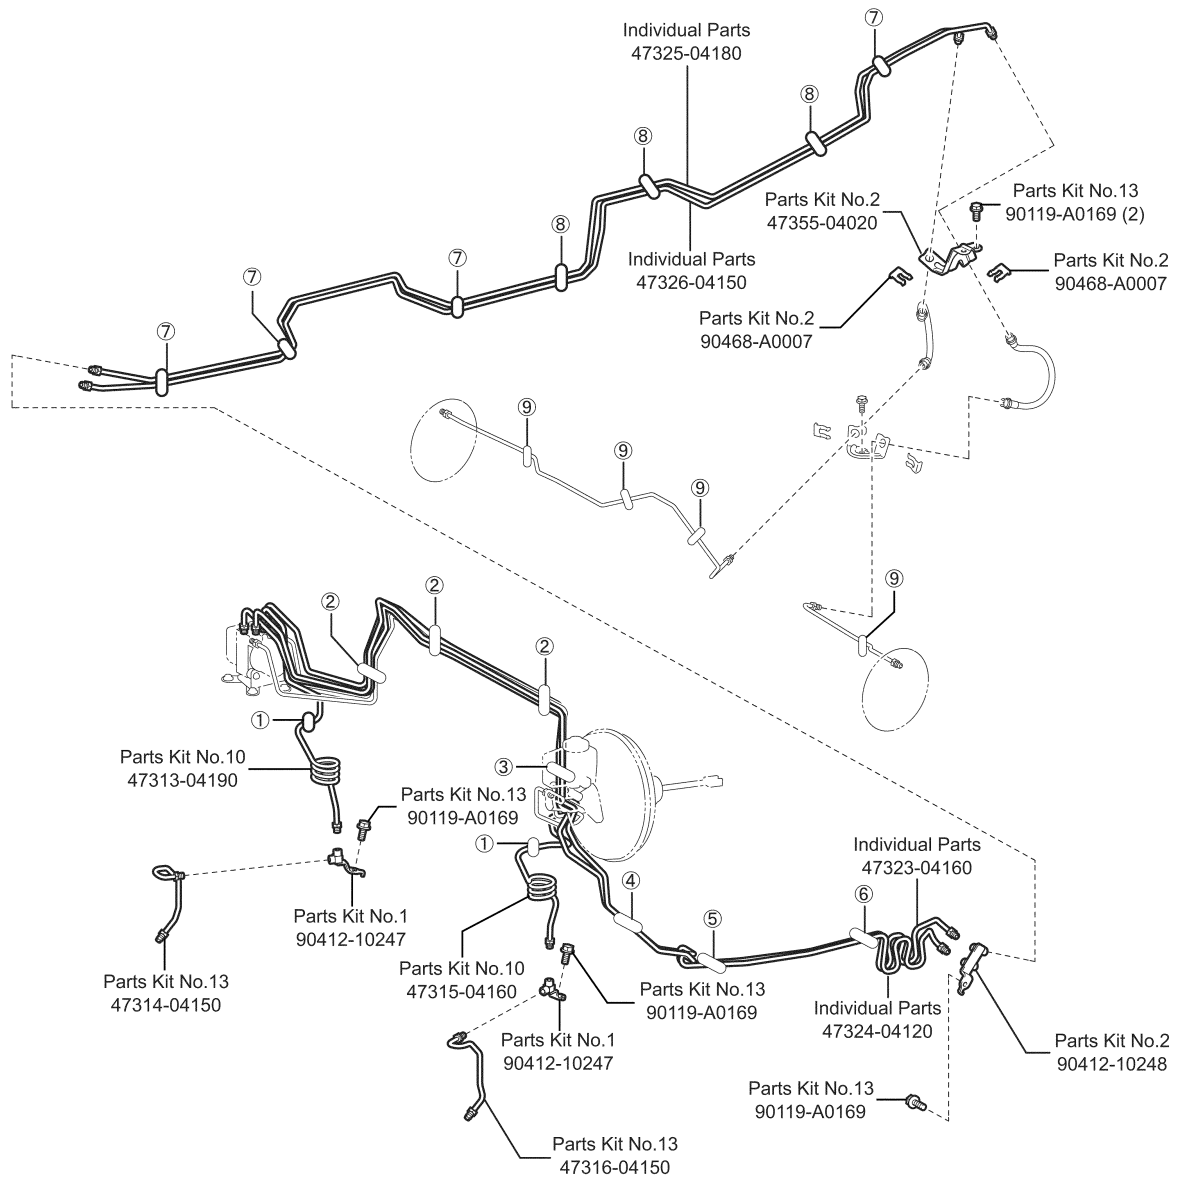 Individual Parts
47325-04180
⑦
⑧
⑧
Parts Kit No.13
90119-A0169 (2)
Parts Kit No.2
47355-04020
⑧
⑦
⑦
Individual Parts
47326-04150
Parts Kit No.2
90468-A0007
Parts Kit No.2
90468-A0007
⑦
⑨
⑨
⑨
⑨
②
②
②
①
Parts Kit No.10
47313-04190
③
Parts Kit No.13
90119-A0169
①
Individual Parts
47323-04160
④
⑤
⑥
Parts Kit No.1
90412-10247
Parts Kit No.13
47314-04150
Parts Kit No.10
47315-04160
Parts Kit No.13
90119-A0169
Individual Parts
47324-04120
Parts Kit No.1
90412-10247
Parts Kit No.2
90412-10248
Parts Kit No.13
90119-A0169
Parts Kit No.13
47316-04150